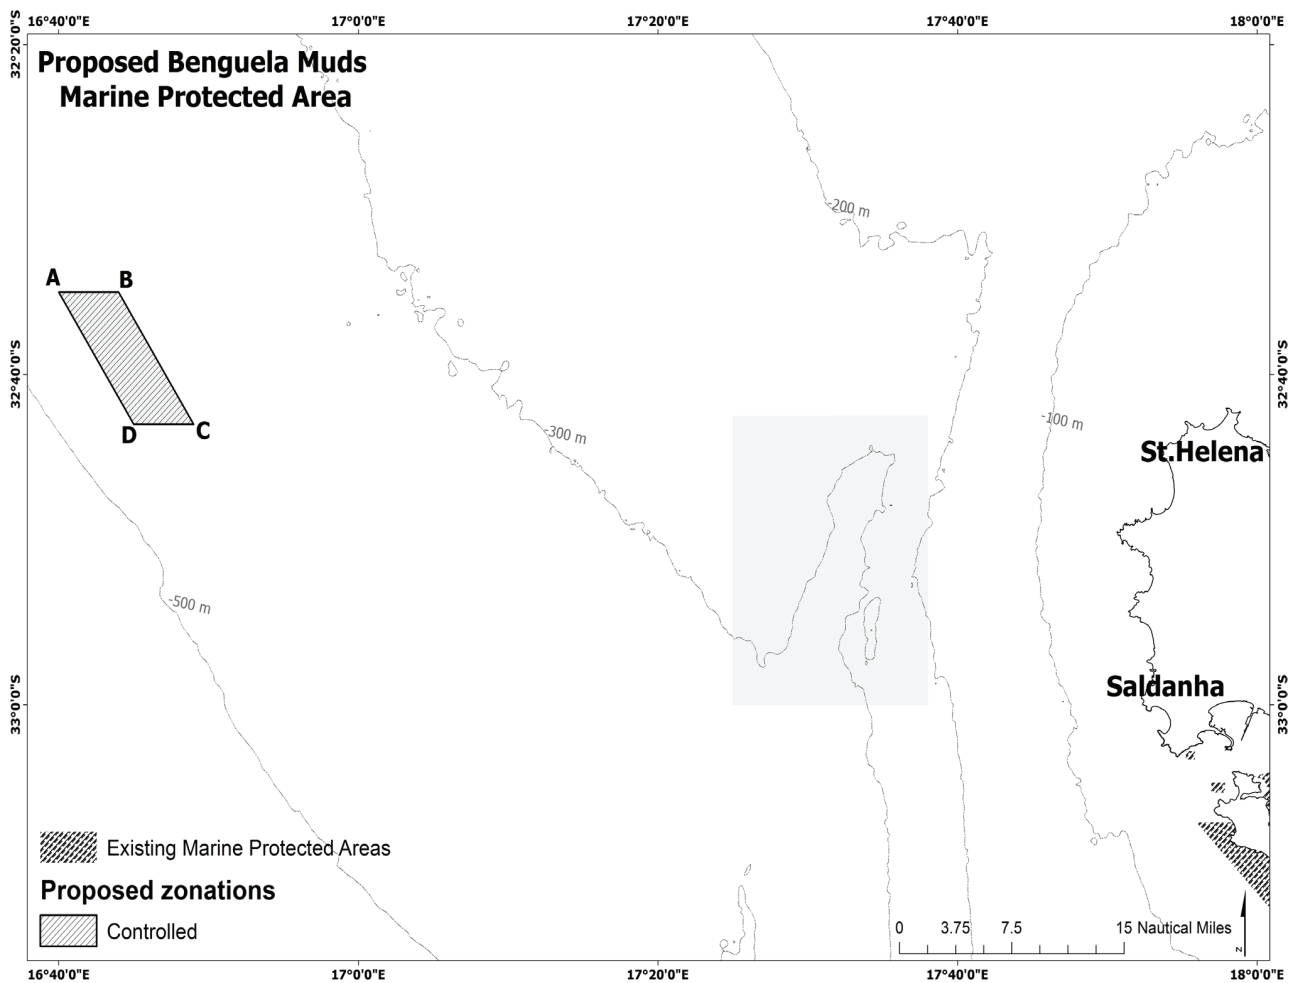 16°40'0"E 17°0'0"E 17°20'0"E 17°40'0"E 18°0'0"E
32°20'0"S
Proposed Benguela Muds
Marine Protected Area
-200 m
A B
32°40'0"S 32°40'0"S
D C
-300 m
-100 m
St.Helena
-500 m
Saldanha
33°0'0"S 33°0'0"S
Existing Marine Protected Areas
Proposed zonations
Controlled
0 3.75 7.5 15 Nautical Miles
N
16°40'0"E 17°0'0"E 17°20'0"E 17°40'0"E 18°0'0"E